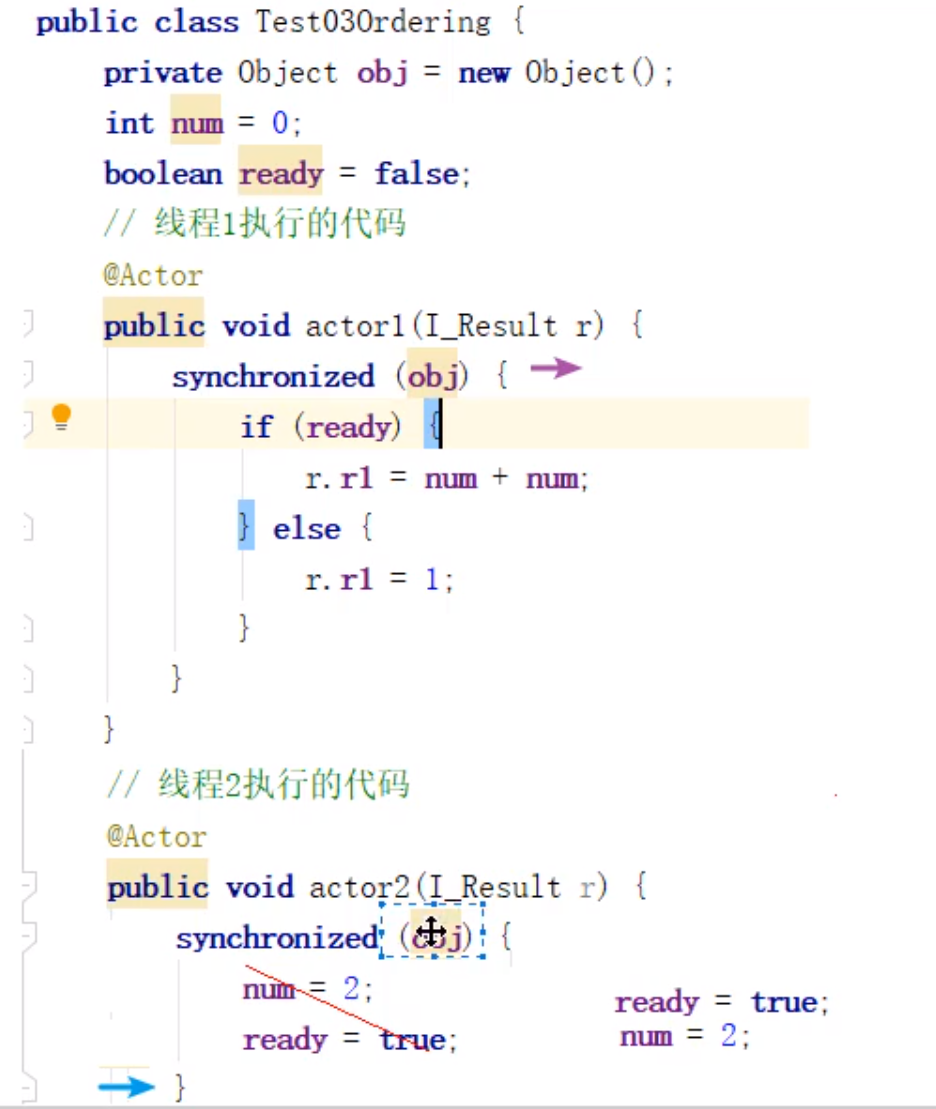 public class Test03Ordering {
private Object obj = new Object();
int num = 0;
boolean ready = false;
// 线程1执行的代码
@Actor
public void actor1(I_Result r) {
synchronized (obj) {
if (ready) {
r.r1 = num + num;
} else {
r.r1 = 1;
}
}
}
// 线程2执行的代码
@Actor
public void actor2(I_Result r) {
synchronized (obj) {
num = 2;
ready = true;
ready = true;
num = 2;
}